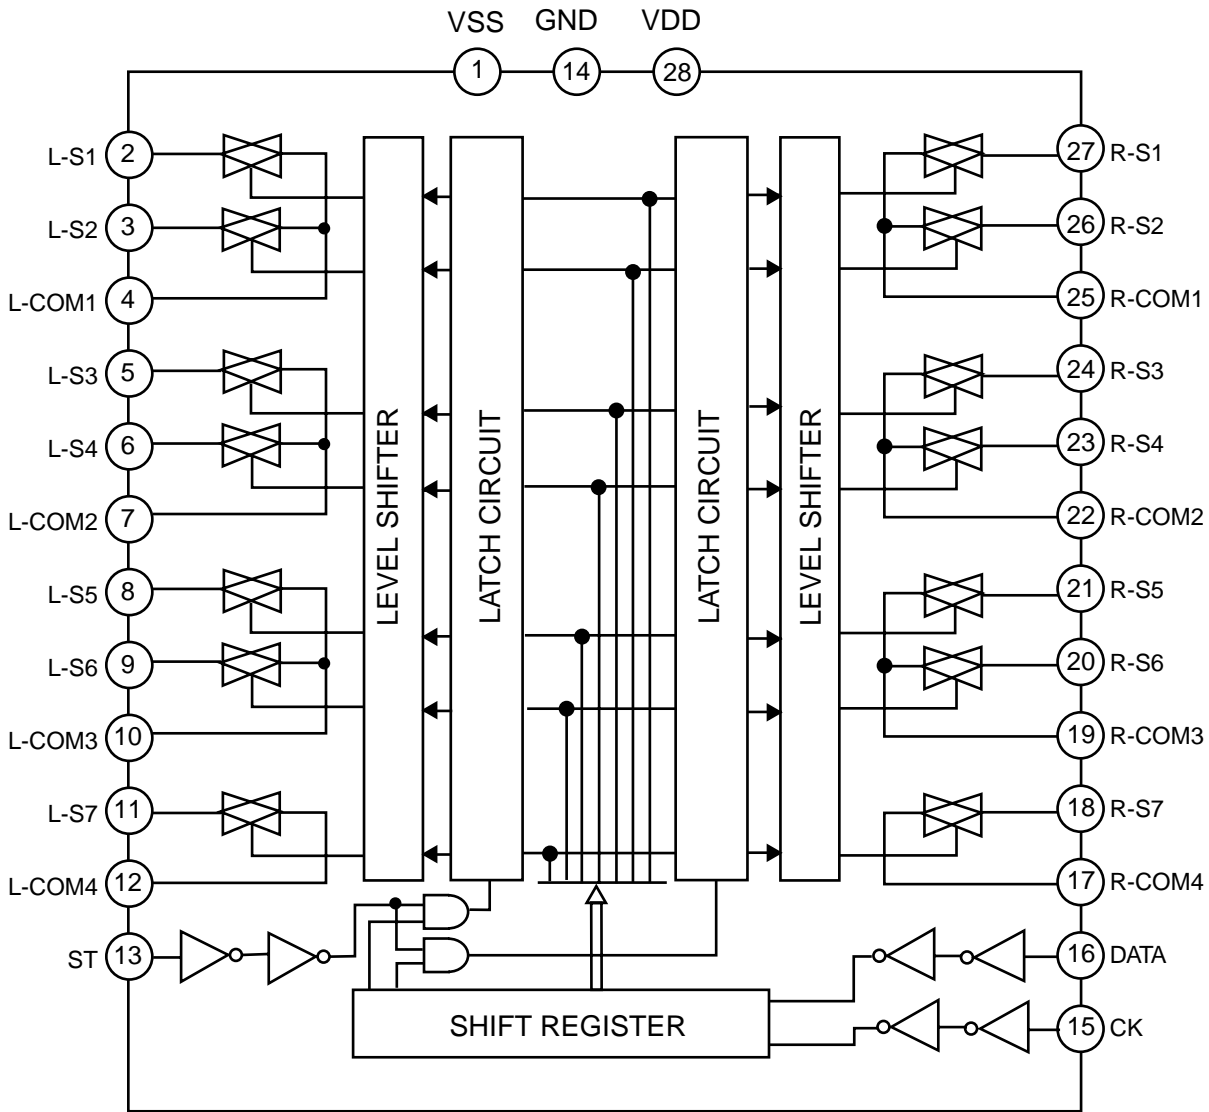 VSS GND VDD
1 14 28
L-S1 2
L-S2 3
L-COM1 4
L-S3 5
L-S4 6
L-COM2 7
L-S5 8
L-S6 9
L-COM3 10
L-S7 11
L-COM4 12
ST 13
LEVEL SHIFTER
LATCH CIRCUIT
LATCH CIRCUIT
LEVEL SHIFTER
27 R-S1
26 R-S2
25 R-COM1
24 R-S3
23 R-S4
22 R-COM2
21 R-S5
20 R-S6
19 R-COM3
18 R-S7
17 R-COM4
16 DATA
15 CK
SHIFT REGISTER